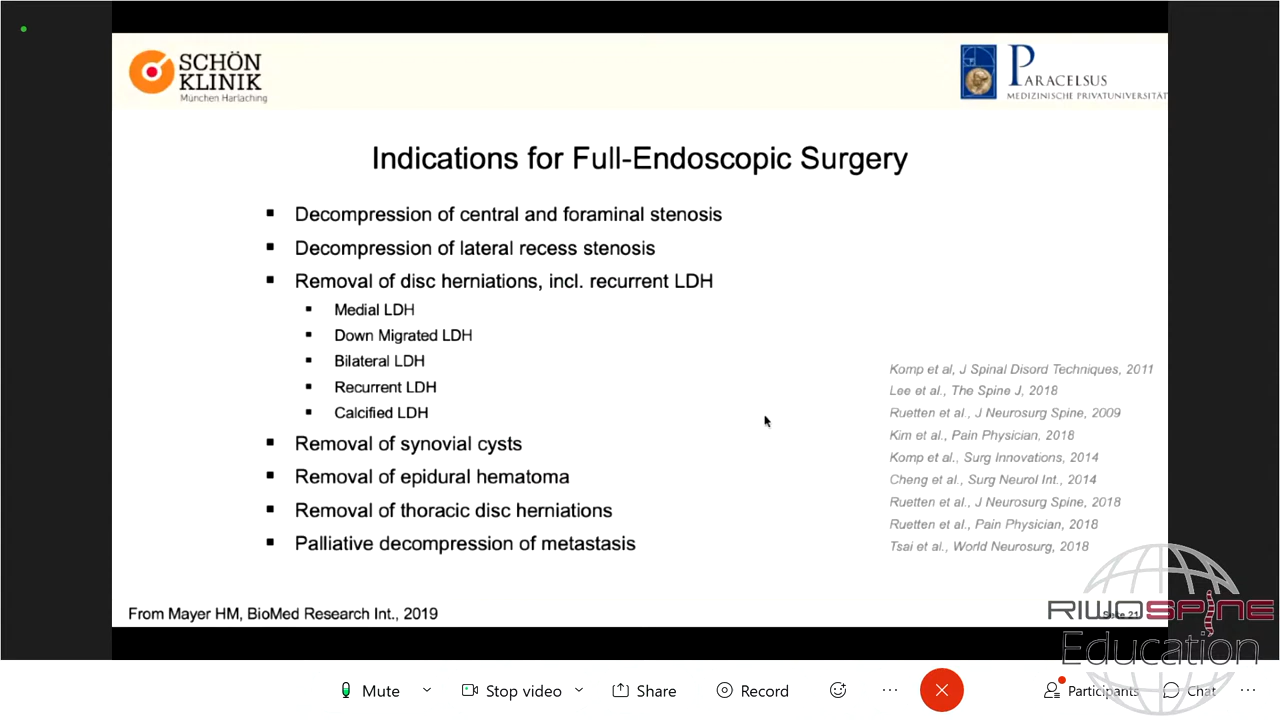 SCHÖN
KLINIK
München Harlaching
PARACELSUS
MEDIZINISCHE PRIVATUNIVERSITÄT
Indications for Full-Endoscopic Surgery
Decompression of central and foraminal stenosis
Decompression of lateral recess stenosis
Removal of disc herniations, incl. recurrent LDH
Medial LDH
Down Migrated LDH
Bilateral LDH
Recurrent LDH
Calcified LDH
Removal of synovial cysts
Removal of epidural hematoma
Removal of thoracic disc herniations
Palliative decompression of metastasis
Komp et al, J Spinal Disord Techniques, 2011
Lee et al., The Spine J, 2018
Ruetten et al., J Neurosurg Spine, 2009
Kim et al., Pain Physician, 2018
Komp et al., Surg Innovations, 2014
Cheng et al., Surg Neurol Int., 2014
Ruetten et al., J Neurosurg Spine, 2018
Ruetten et al., Pain Physician, 2018
Tsai et al., World Neurosurg, 2018
From Mayer HM, BioMed Research Int., 2019
Seite 21
RIWOSPINE
Education
Mute
Stop video
Share
Record
Participants
Chat